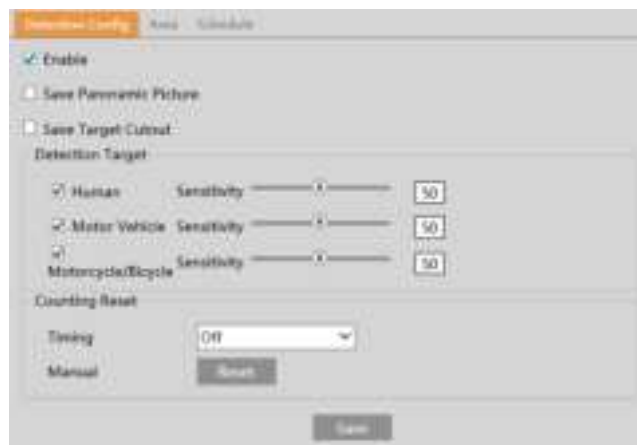 Detection Config Area Schedule
Enable
Save Panoramic Picture
Save Target Cutout
Detection Target
Human Sensitivity 50
Motor Vehicle Sensitivity 50
Motorcycle/Bicycle Sensitivity 50
Counting Reset
Timing Off
Manual Reset
Save